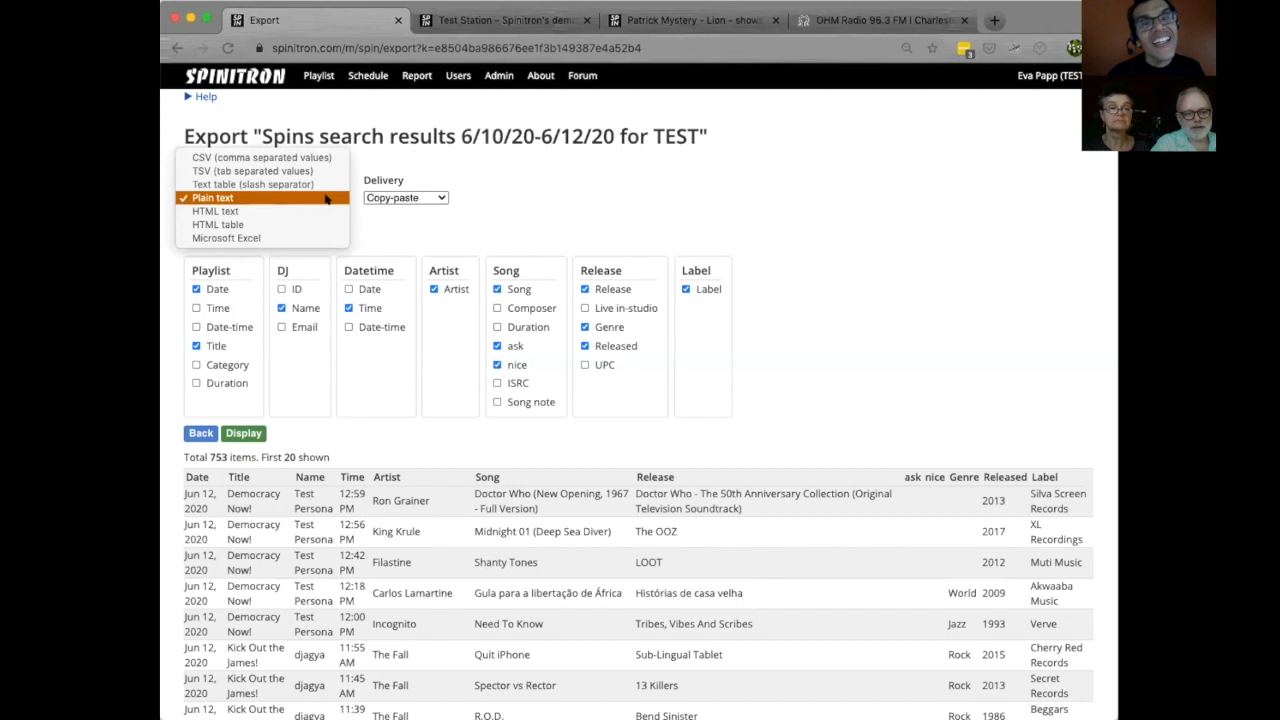 Export
Test Station – Spinitron's demo
Patrick Mystery - Lion – shows
OHM Radio 96.3 FM | Charlest
spinitron.com/m/spin/export?k=e8504ba986676ee1f3b149387e4a52b4
3
SPINITRON Playlist Schedule Report Users Admin About Forum Eva Papp (TEST
Help
Export "Spins search results 6/10/20-6/12/20 for TEST"
CSV (comma separated values)
TSV (tab separated values)
Text table (slash separator)
Plain text
HTML text
HTML table
Microsoft Excel
Delivery
Copy-paste
Playlist DJ Datetime Artist Song Release Label
Date ID Date Artist Song Release Label
Time Name Time Composer Live in-studio
Date-time Email Date-time Duration Genre
Title ask Released
Category nice UPC
Duration ISRC
Song note
Back Display
Total 753 items. First 20 shown
Date Title Name Time Artist Song Release ask nice Genre Released Label
Jun 12, Democracy Test 12:59 Ron Grainer Doctor Who (New Opening, 1967 Doctor Who - The 50th Anniversary Collection (Original 2013 Silva Screen
2020 Now! Persona PM - Full Version) Television Soundtrack) Records
Jun 12, Democracy Test 12:56 King Krule Midnight 01 (Deep Sea Diver) The OOZ 2017 XL
2020 Now! Persona PM Recordings
Jun 12, Democracy Test 12:42 Filastine Shanty Tones LOOT 2012 Muti Music
2020 Now! Persona PM
Jun 12, Democracy Test 12:18 Carlos Lamartine Gula para a libertação de África Histórias de casa velha World 2009 Akwaaba
2020 Now! Persona PM Music
Jun 12, Democracy Test 12:00 Incognito Need To Know Tribes, Vibes And Scribes Jazz 1993 Verve
2020 Now! Persona PM
Jun 12, Kick Out the djagya 11:55 The Fall Quit iPhone Sub-Lingual Tablet Rock 2015 Cherry Red
2020 James! AM Records
Jun 12, Kick Out the djagya 11:45 The Fall Spector vs Rector 13 Killers Rock 2013 Secret
2020 James! AM Records
Jun 12, Kick Out the djagya 11:39 The Fall R.O.D. Bend Sinister Rock 1986 Beggars